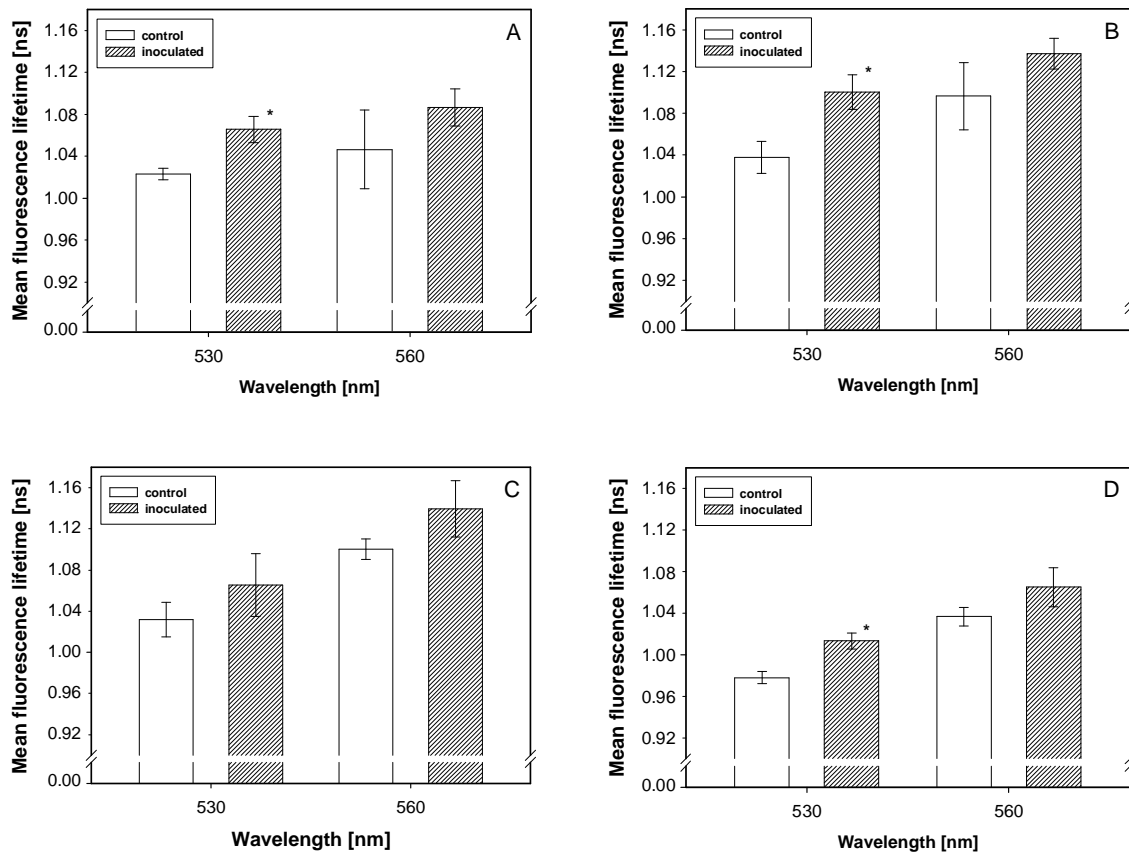 A
control
inoculated
Mean fluorescence lifetime [ns]
1.16
1.12
1.08
1.04
1.00
0.96
0.92
0.00
*
530
560
Wavelength [nm]
B
control
inoculated
Mean fluorescence lifetime [ns]
1.16
1.12
1.08
1.04
1.00
0.96
0.92
0.00
*
530
560
Wavelength [nm]
C
control
inoculated
Mean fluorescence lifetime [ns]
1.16
1.12
1.08
1.04
1.00
0.96
0.92
0.00
530
560
Wavelength [nm]
D
control
inoculated
Mean fluorescence lifetime [ns]
1.16
1.12
1.08
1.04
1.00
0.96
0.92
0.00
*
530
560
Wavelength [nm]